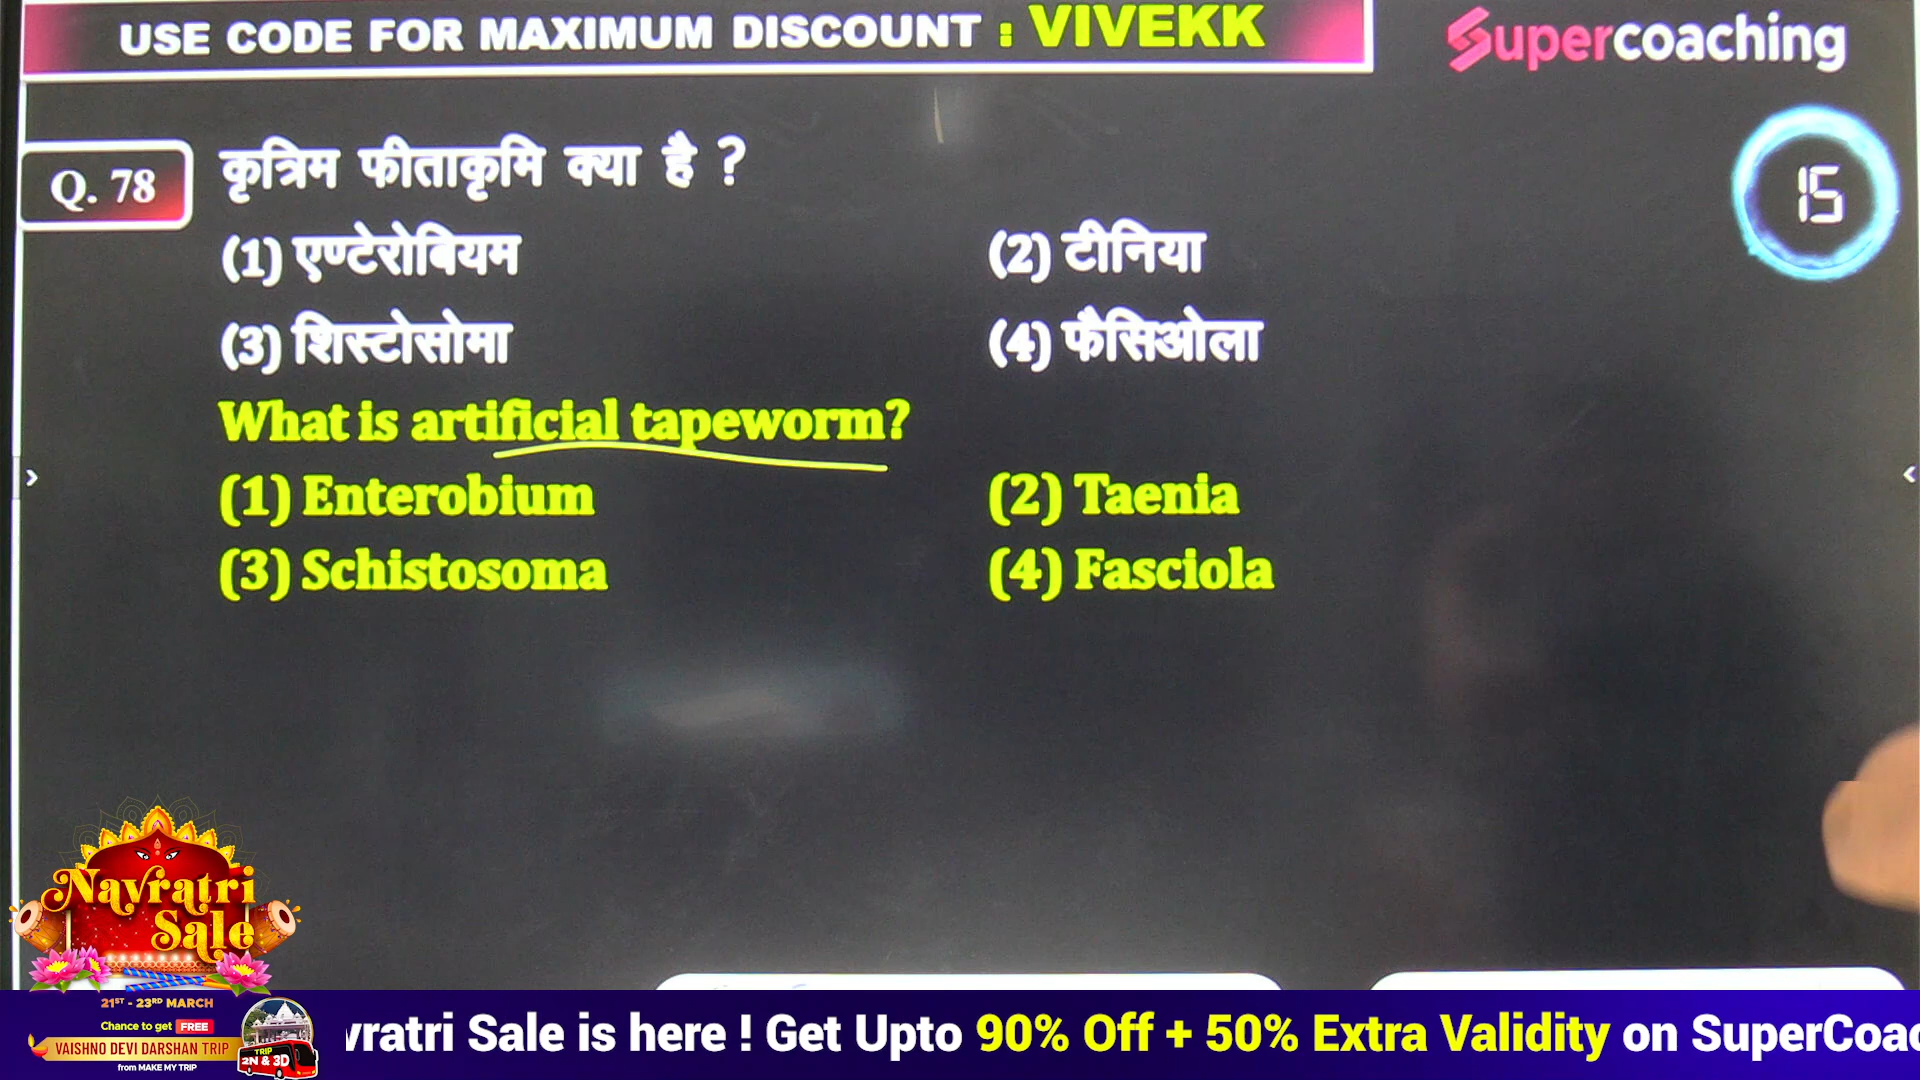 USE CODE FOR MAXIMUM DISCOUNT : VIVEKK
Supercoaching
Q. 78
कृत्रिम फीताकृमि क्या है ?
15
(1) एण्टेरोबियम
(2) टीनिया
(3) शिस्टोसोमा
(4) फैसिओला
What is artificial tapeworm?
(1) Enterobium
(2) Taenia
(3) Schistosoma
(4) Fasciola
Navratri
Sale
21ST - 23RD MARCH
Chance to get FREE
VAISHNO DEVI DARSHAN TRIP
TRIP
2N & 3D
from MAKE MY TRIP
vratri Sale is here ! Get Upto 90% Off + 50% Extra Validity on SuperCoac